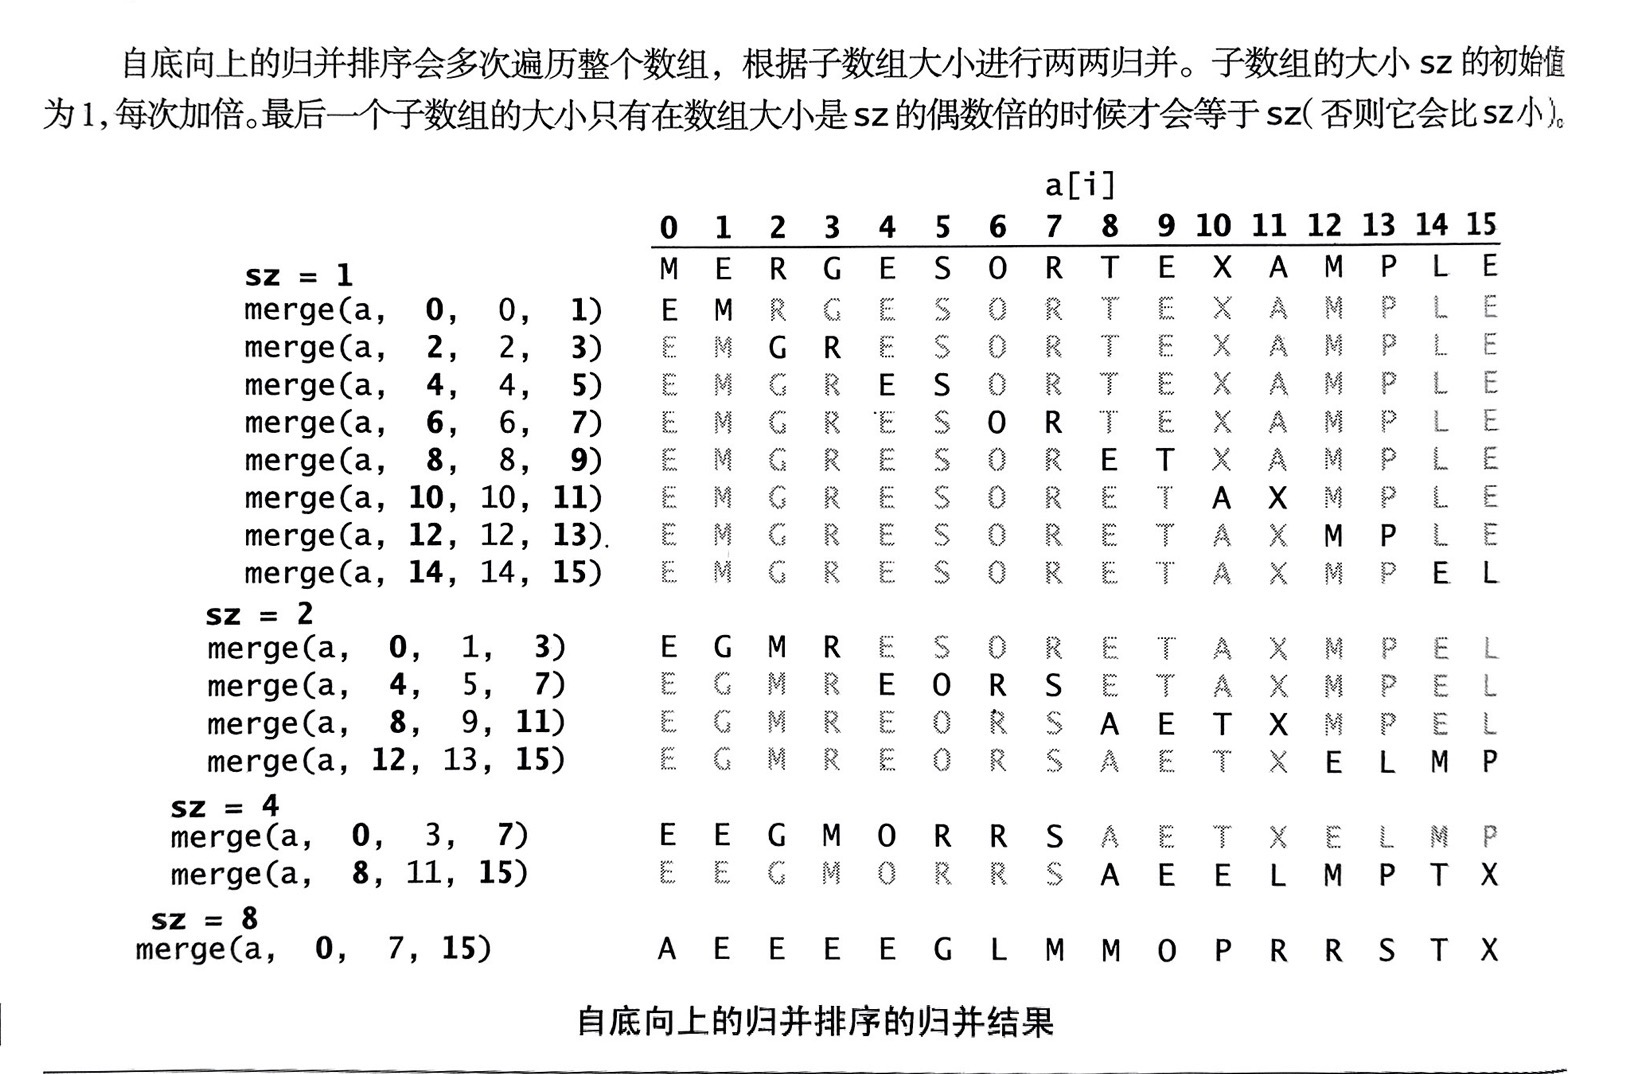 自底向上的归并排序会多次遍历整个数组，根据子数组大小进行两两归并。子数组的大小 sz 的初始值
为1，每次加倍。最后一个子数组的大小只有在数组大小是 sz 的偶数倍的时候才会等于 sz( 否则它会比 sz 小)。
a[i]
0 1 2 3 4 5 6 7 8 9 10 11 12 13 14 15
sz = 1 M E R G E S O R T E X A M P L E
merge(a, 0, 0, 1) E M R G E S O R T E X A M P L E
merge(a, 2, 2, 3) E M G R E S O R T E X A M P L E
merge(a, 4, 4, 5) E M G R E S O R T E X A M P L E
merge(a, 6, 6, 7) E M G R E S O R T E X A M P L E
merge(a, 8, 8, 9) E M G R E S O R E T X A M P L E
merge(a, 10, 10, 11) E M G R E S O R E T A X M P L E
merge(a, 12, 12, 13) E M G R E S O R E T A X M P L E
merge(a, 14, 14, 15) E M G R E S O R E T A X M P E L
sz = 2
merge(a, 0, 1, 3) E G M R E S O R E T A X M P E L
merge(a, 4, 5, 7) E G M R E O R S E T A X M P E L
merge(a, 8, 9, 11) E G M R E O R S A E T X M P E L
merge(a, 12, 13, 15) E G M R E O R S A E T X E L M P
sz = 4
merge(a, 0, 3, 7) E E G M O R R S A E T X E L M P
merge(a, 8, 11, 15) E E G M O R R S A E E L M P T X
sz = 8
merge(a, 0, 7, 15) A E E E E G L M M O P R R S T X
自底向上的归并排序的归并结果